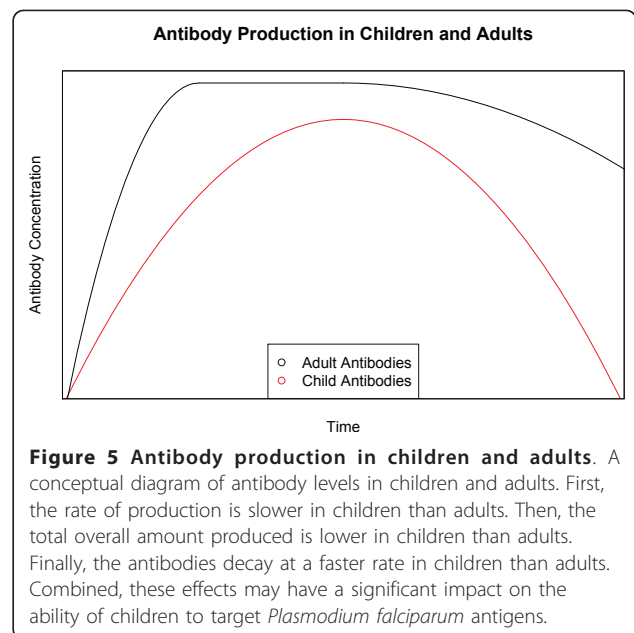 Antibody Production in Children and Adults
Antibody Concentration
Adult Antibodies
Child Antibodies
Time
Figure 5 Antibody production in children and adults. A
conceptual diagram of antibody levels in children and adults. First,
the rate of production is slower in children than adults. Then, the
total overall amount produced is lower in children than adults.
Finally, the antibodies decay at a faster rate in children than adults.
Combined, these effects may have a significant impact on the
ability of children to target Plasmodium falciparum antigens.